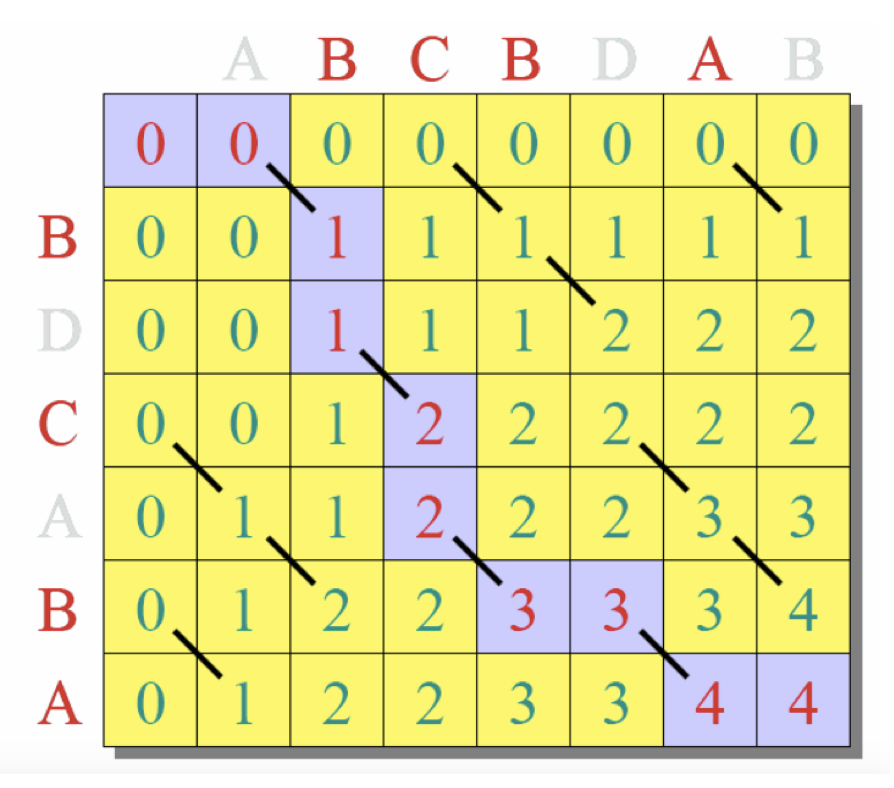 A B C B D A B
0 0 0 0 0 0 0 0
B 0 0 1 1 1 1 1 1
D 0 0 1 1 1 2 2 2
C 0 0 1 2 2 2 2 2
A 0 1 1 2 2 2 3 3
B 0 1 2 2 3 3 3 4
A 0 1 2 2 3 3 4 4